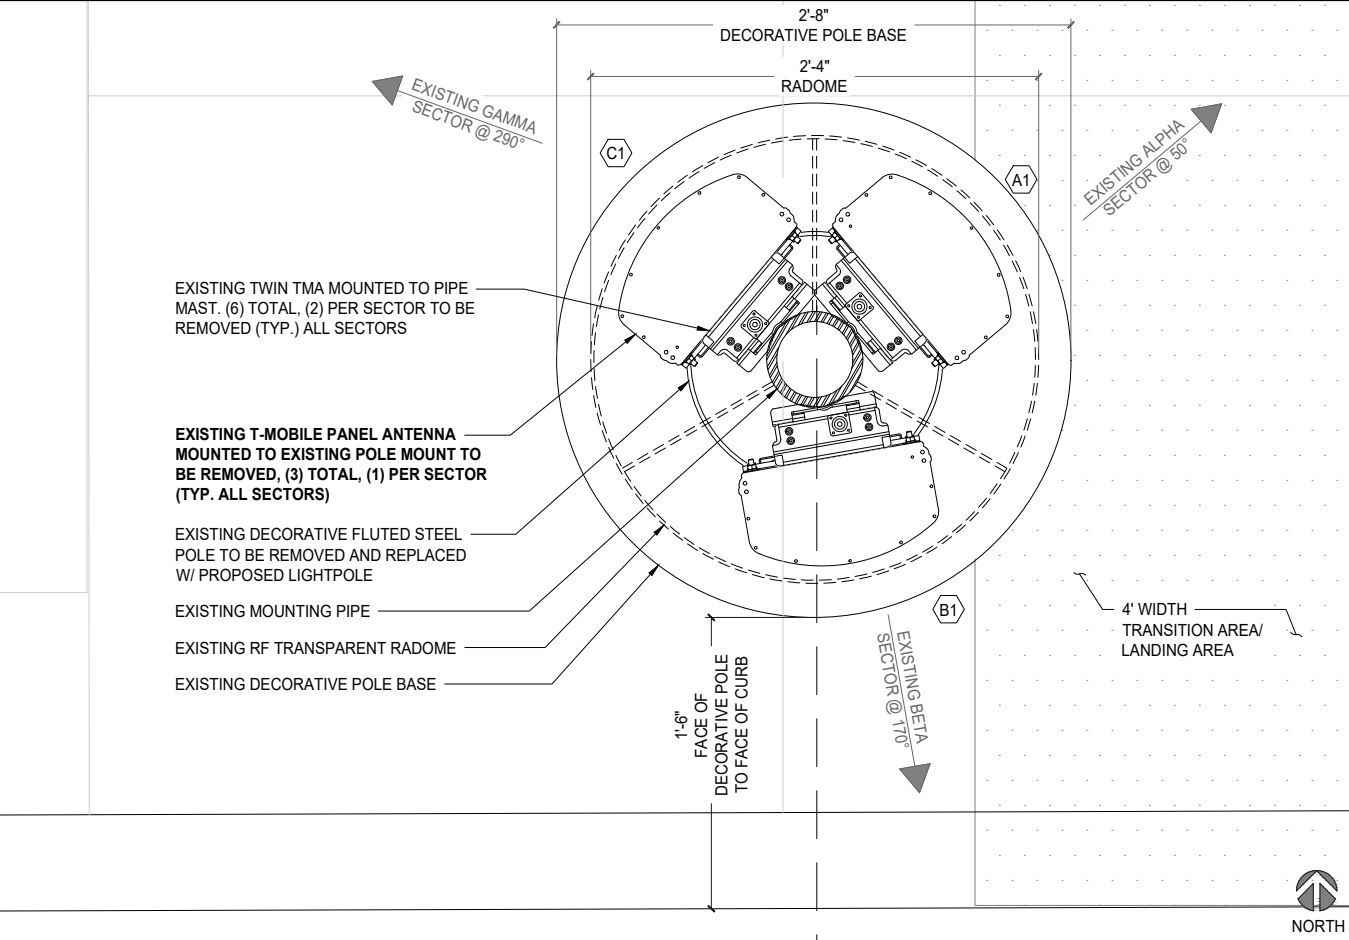 2'-8"
DECORATIVE POLE BASE
2'-4"
RADOME
EXISTING GAMMA
SECTOR @ 290°
C1
A1
EXISTING ALPHA
SECTOR @ 50°
EXISTING TWIN TMA MOUNTED TO PIPE
MAST. (6) TOTAL, (2) PER SECTOR TO BE
REMOVED (TYP.) ALL SECTORS
EXISTING T-MOBILE PANEL ANTENNA
MOUNTED TO EXISTING POLE MOUNT TO
BE REMOVED, (3) TOTAL, (1) PER SECTOR
(TYP. ALL SECTORS)
EXISTING DECORATIVE FLUTED STEEL
POLE TO BE REMOVED AND REPLACED
W/ PROPOSED LIGHTPOLE
EXISTING MOUNTING PIPE
EXISTING RF TRANSPARENT RADOME
EXISTING DECORATIVE POLE BASE
B1
4' WIDTH
TRANSITION AREA/
LANDING AREA
1'-6"
FACE OF
DECORATIVE POLE
TO FACE OF CURB
EXISTING BETA
SECTOR @ 170°
NORTH